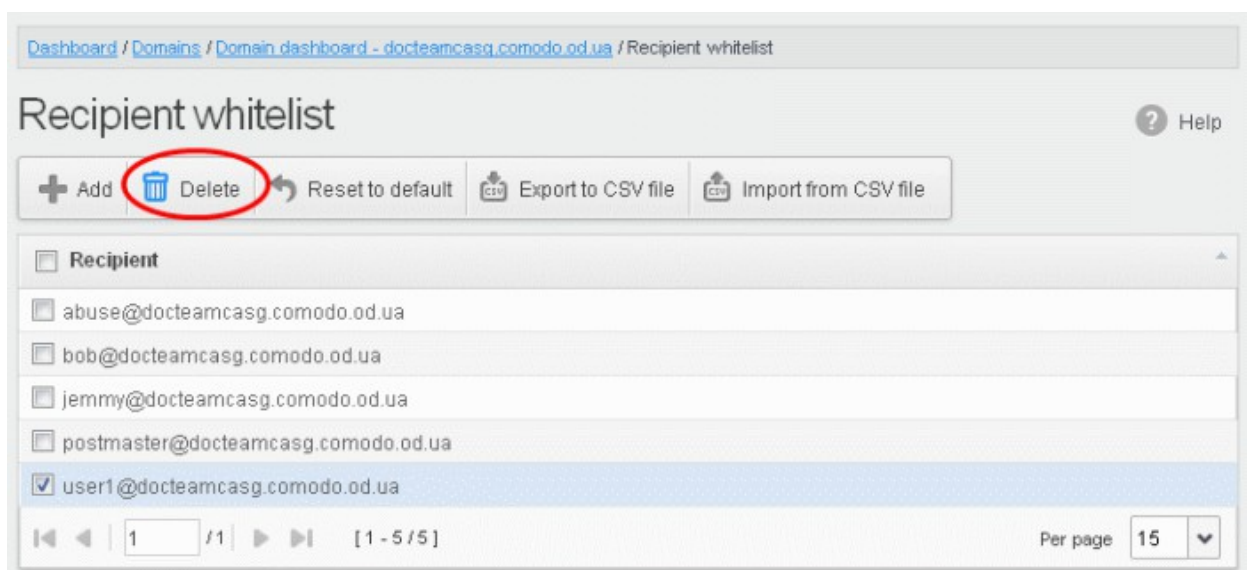 Dashboard / Domains / Domain dashboard - docteamcasg.comodo.od.ua / Recipient whitelist
Recipient whitelist
? Help
Add Delete Reset to default CSV Export to CSV file CSV Import from CSV file
Recipient
abuse@docteamcasg.comodo.od.ua
bob@docteamcasg.comodo.od.ua
jemmy@docteamcasg.comodo.od.ua
postmaster@docteamcasg.comodo.od.ua
user1@docteamcasg.comodo.od.ua
1 /1 [1 - 5 / 5] Per page 15